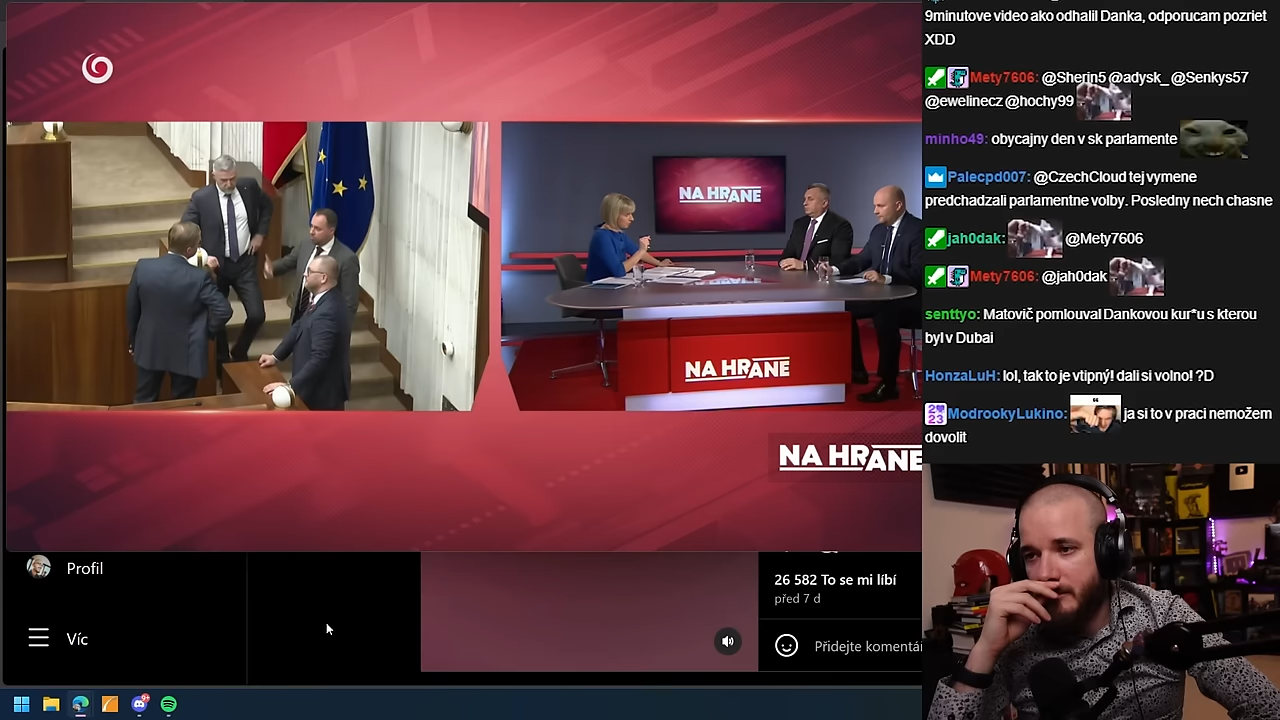 9minutove video ako odhalil Danka, odporucam pozriet
XDD
Mety7606: @Sherin5 @adysk_ @Senkys57
@ewelinecz @hochy99
minho49: obycajny den v sk parlamente
Palecpd007: @CzechCloud tej vymene
predchadzali parlamentne volby. Posledny nech chasne
jah0dak: @Mety7606
Mety7606: @jah0dak
senttyo: Matovič pomlouval Dankovou kur*u s kterou
byl v Dubai
HonzaLuH: lol, tak to je vtipný! dali si volno! ?D
2 23
ModrookyLukino: ja si to v praci nemožem
dovolit
NA HRANE
NA HRANE
NA HRANE
Profil
Víc
26 582 To se mi líbí
před 7 d
Přidejte komentá